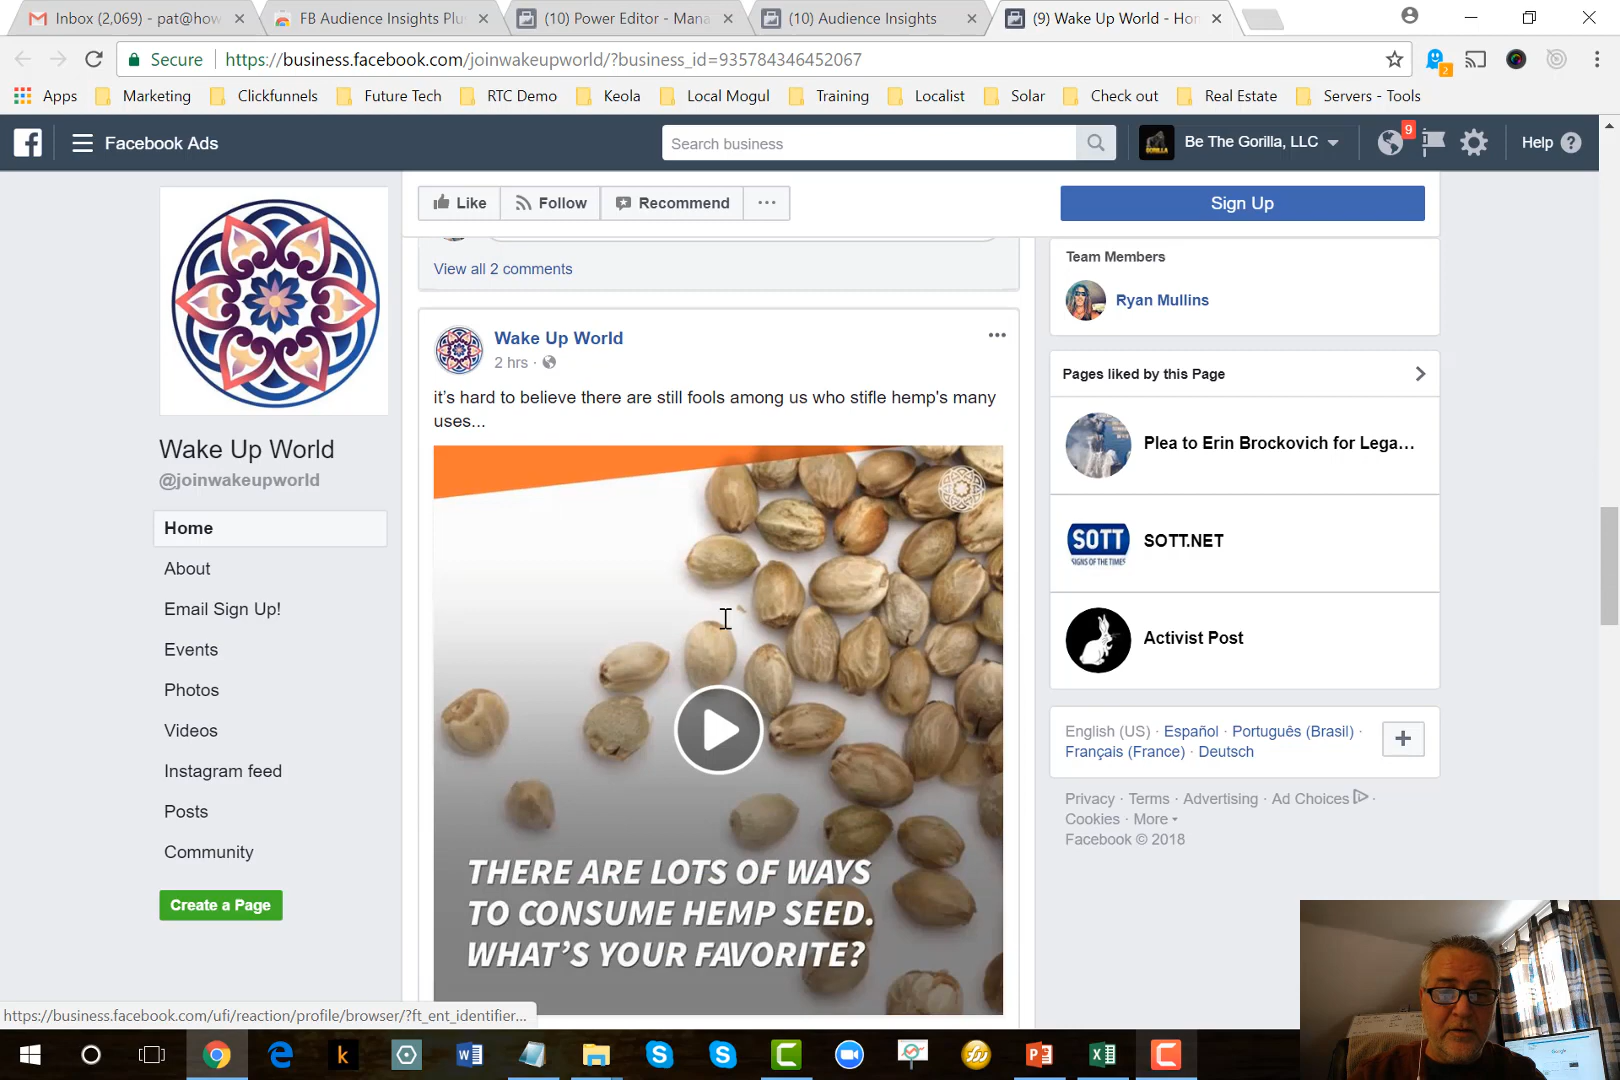 Inbox (2,069) - pat@how
FB Audience Insights Plu
(10) Power Editor - Mana
(10) Audience Insights
(9) Wake Up World - Hon
Secure
https://business.facebook.com/joinwakeupworld/?business_id=935784346452067
2
Apps
Marketing
Clickfunnels
Future Tech
RTC Demo
Keola
Local Mogul
Training
Localist
Solar
Check out
Real Estate
Servers - Tools
Facebook Ads
Search business
GORILLA
Be The Gorilla, LLC
9
Help
Like
Follow
Recommend
Sign Up
View all 2 comments
Wake Up World
2 hrs ·
it's hard to believe there are still fools among us who stifle hemp's many
uses...
THERE ARE LOTS OF WAYS
TO CONSUME HEMP SEED.
WHAT'S YOUR FAVORITE?
Wake Up World
@joinwakeupworld
Home
About
Email Sign Up!
Events
Photos
Videos
Instagram feed
Posts
Community
Create a Page
Team Members
Ryan Mullins
Pages liked by this Page
Plea to Erin Brockovich for Lega...
SOTT
SIGNS OF THE TIMES
SOTT.NET
Activist Post
English (US) · Español · Português (Brasil) ·
Français (France) · Deutsch
Privacy · Terms · Advertising · Ad Choices ·
Cookies · More
Facebook © 2018
https://business.facebook.com/ufi/reaction/profile/browser/?ft_ent_identifier...